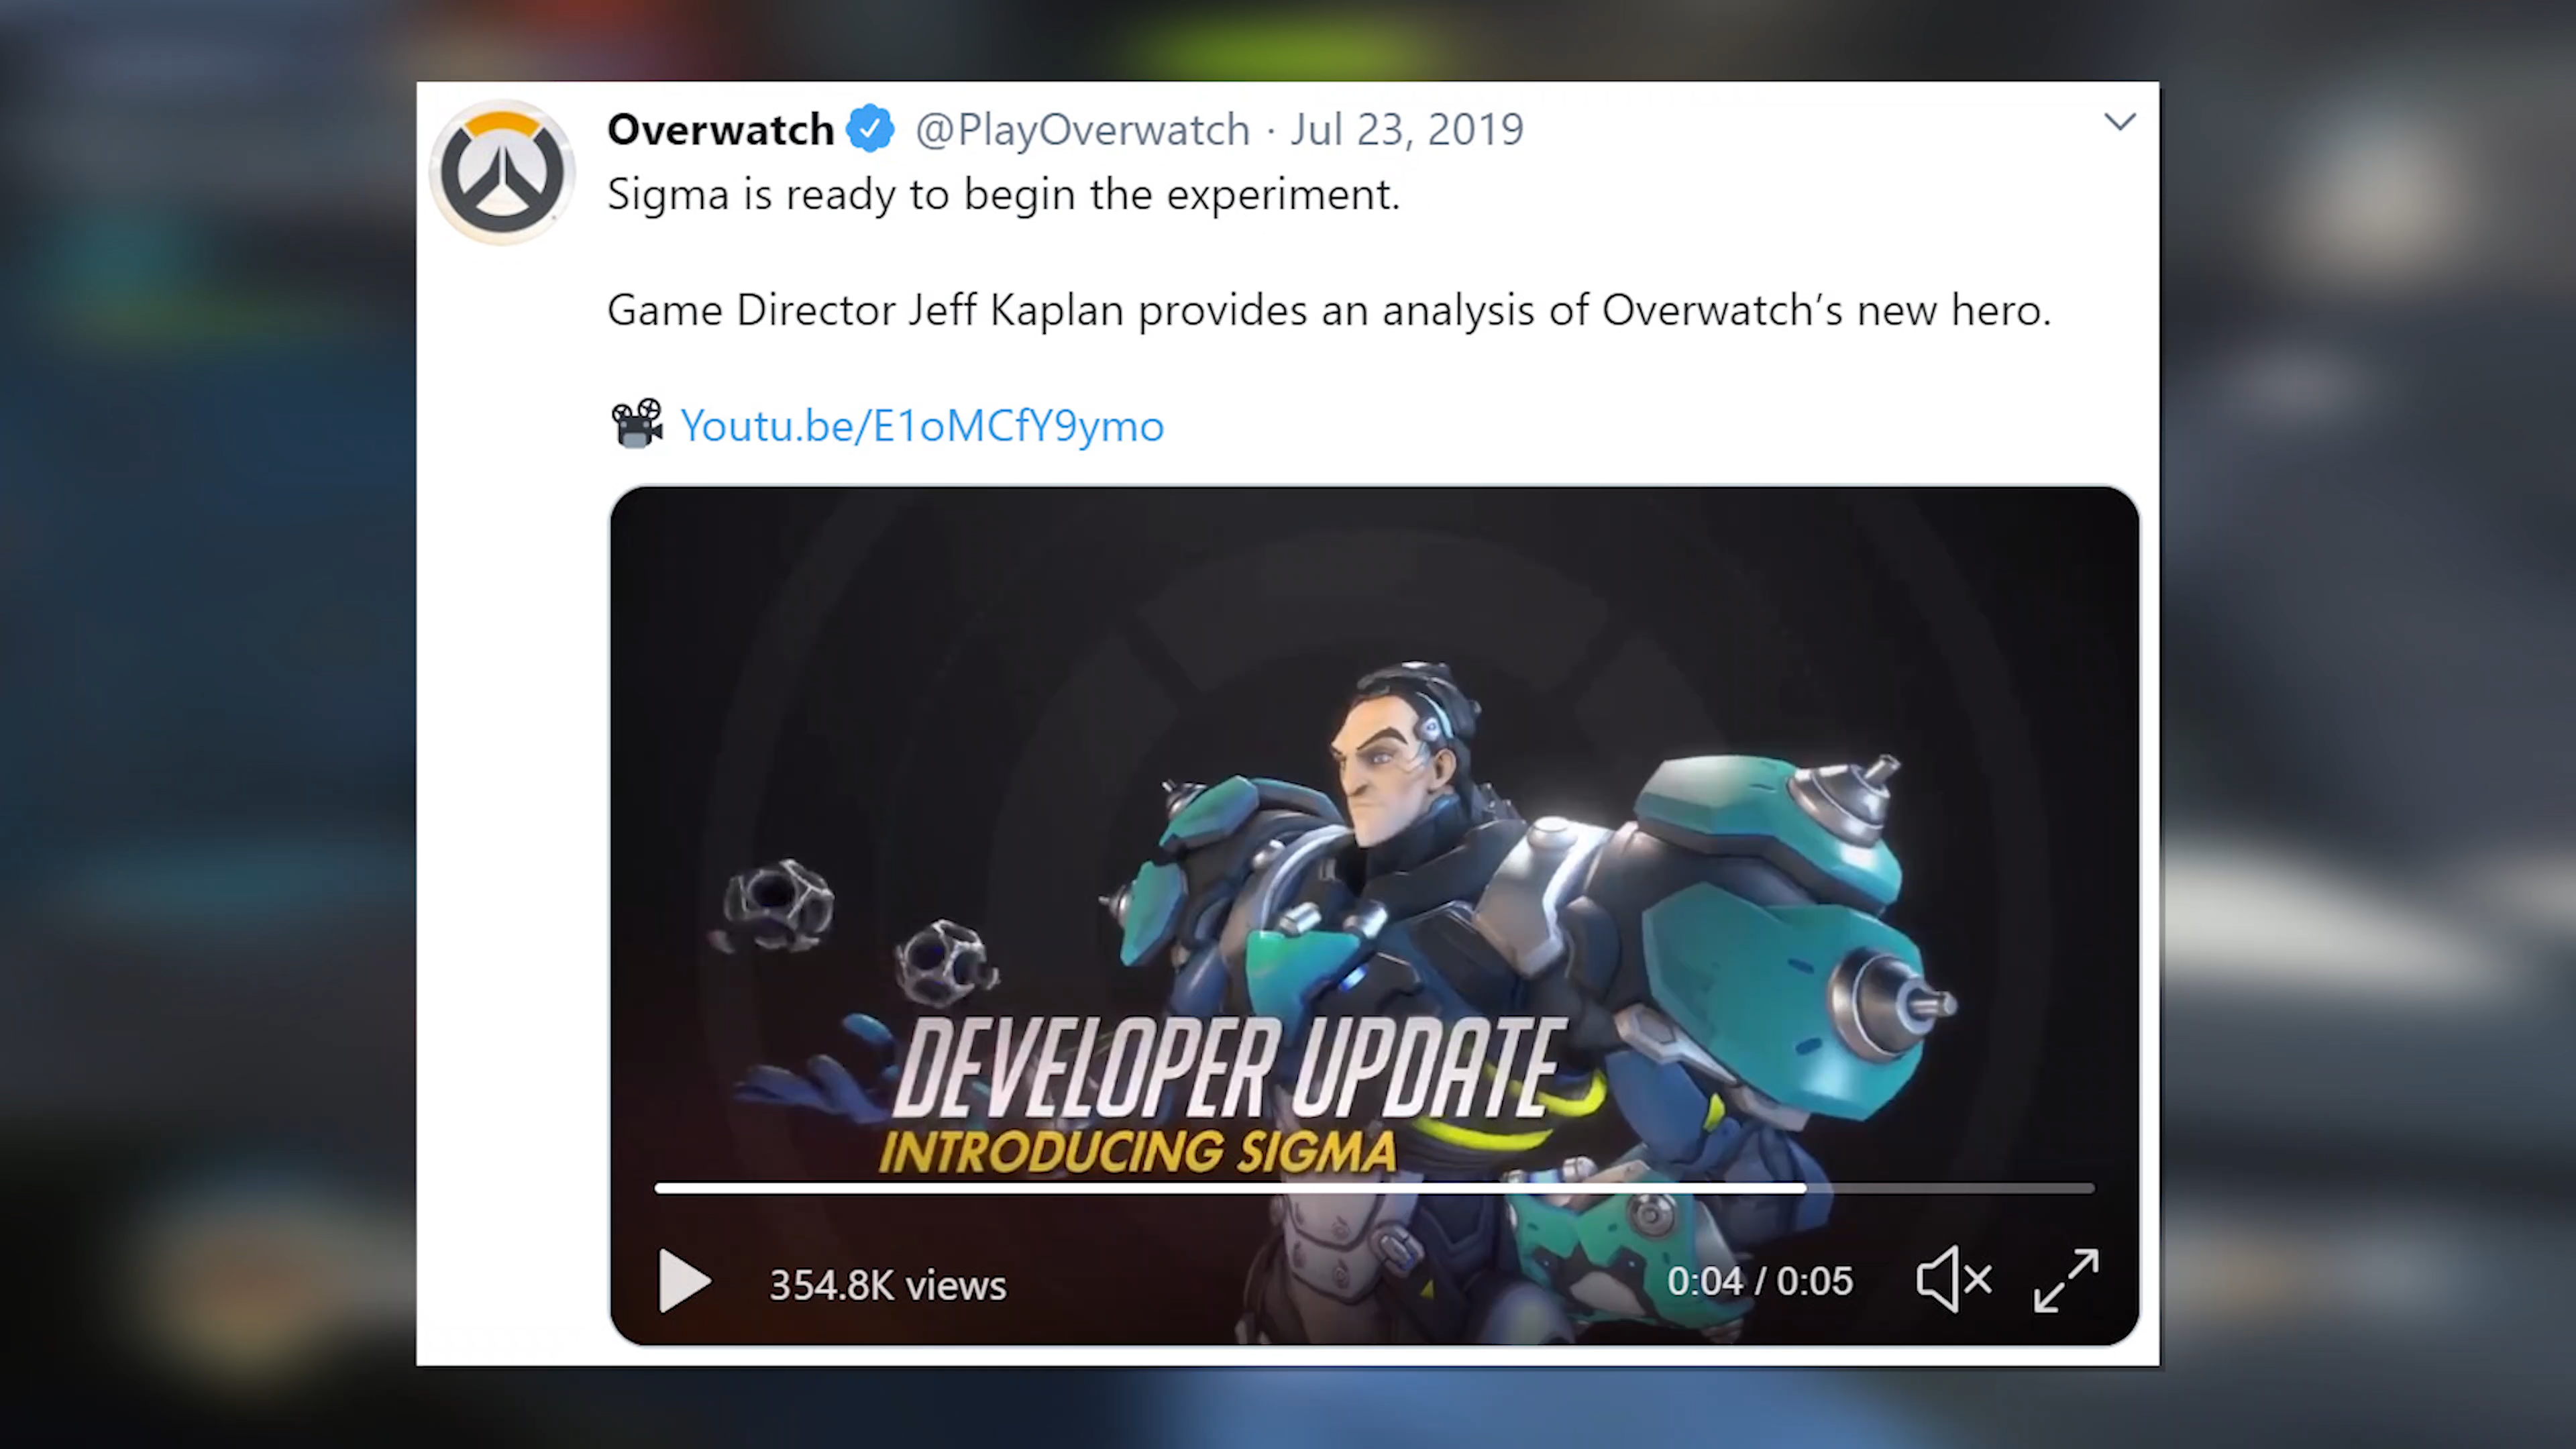 Overwatch @PlayOverwatch · Jul 23, 2019
Sigma is ready to begin the experiment.
Game Director Jeff Kaplan provides an analysis of Overwatch’s new hero.
Youtu.be/E1oMCfY9ymo
DEVELOPER UPDATE
INTRODUCING SIGMA
354.8K views
0:04 / 0:05